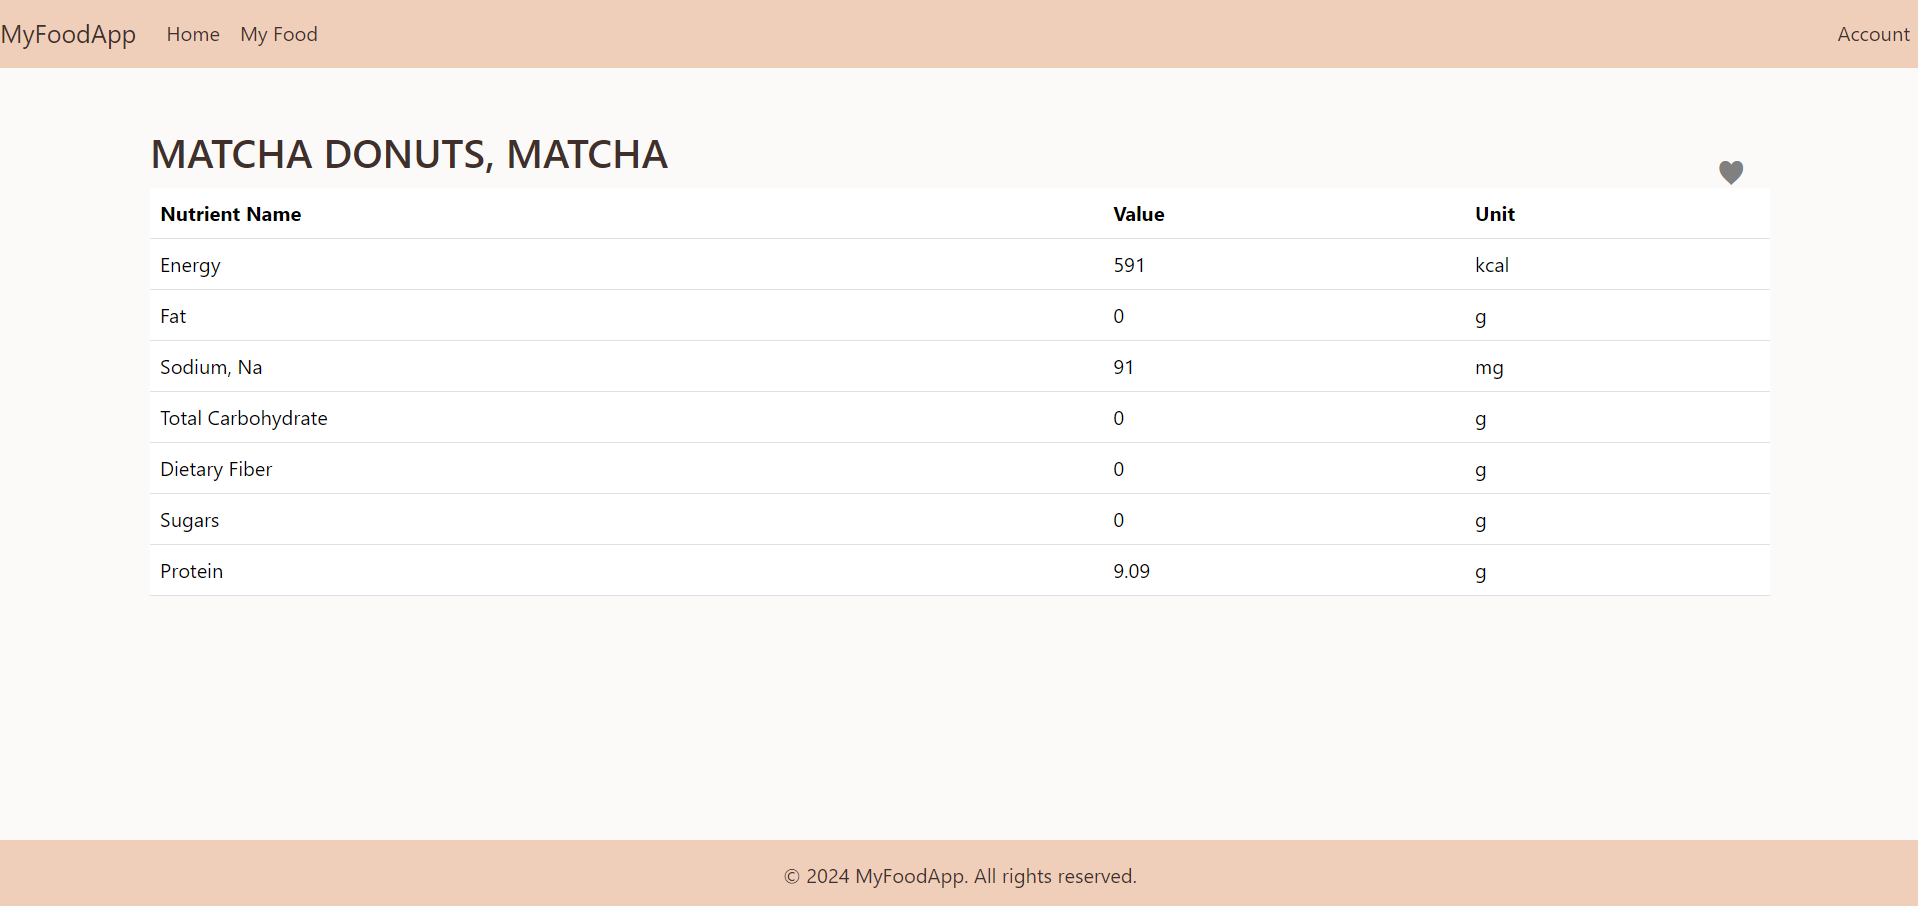 MyFoodApp Home My Food Account
MATCHA DONUTS, MATCHA
Nutrient Name Value Unit
Energy 591 kcal
Fat 0 g
Sodium, Na 91 mg
Total Carbohydrate 0 g
Dietary Fiber 0 g
Sugars 0 g
Protein 9.09 g
© 2024 MyFoodApp. All rights reserved.